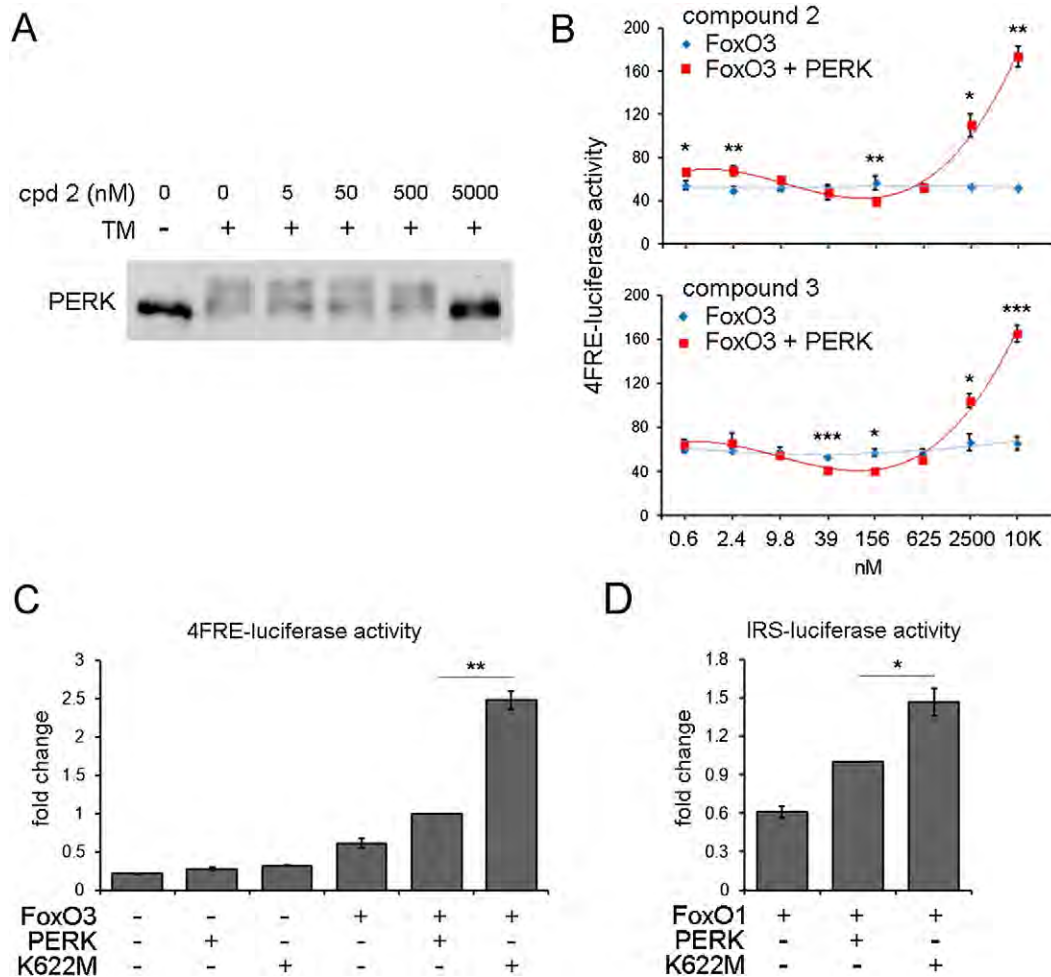 A
cpd 2 (nM) 0 0 5 50 500 5000
TM - + + + + +
PERK
B
compound 2
FoxO3
FoxO3 + PERK
200
160
120
80
40
0
* ** ** * **
4FRE-luciferase activity
compound 3
FoxO3
FoxO3 + PERK
200
160
120
80
40
0
*** * * ***
0.6 2.4 9.8 39 156 625 2500 10K
nM
C
4FRE-luciferase activity
fold change
3
2.5
2
1.5
1
0.5
0
**
FoxO3 - - - + + +
PERK - + - - + -
K622M - - + - - +
D
IRS-luciferase activity
fold change
1.8
1.5
1.2
0.9
0.6
0.3
0
*
FoxO1 + + +
PERK - + -
K622M - - +